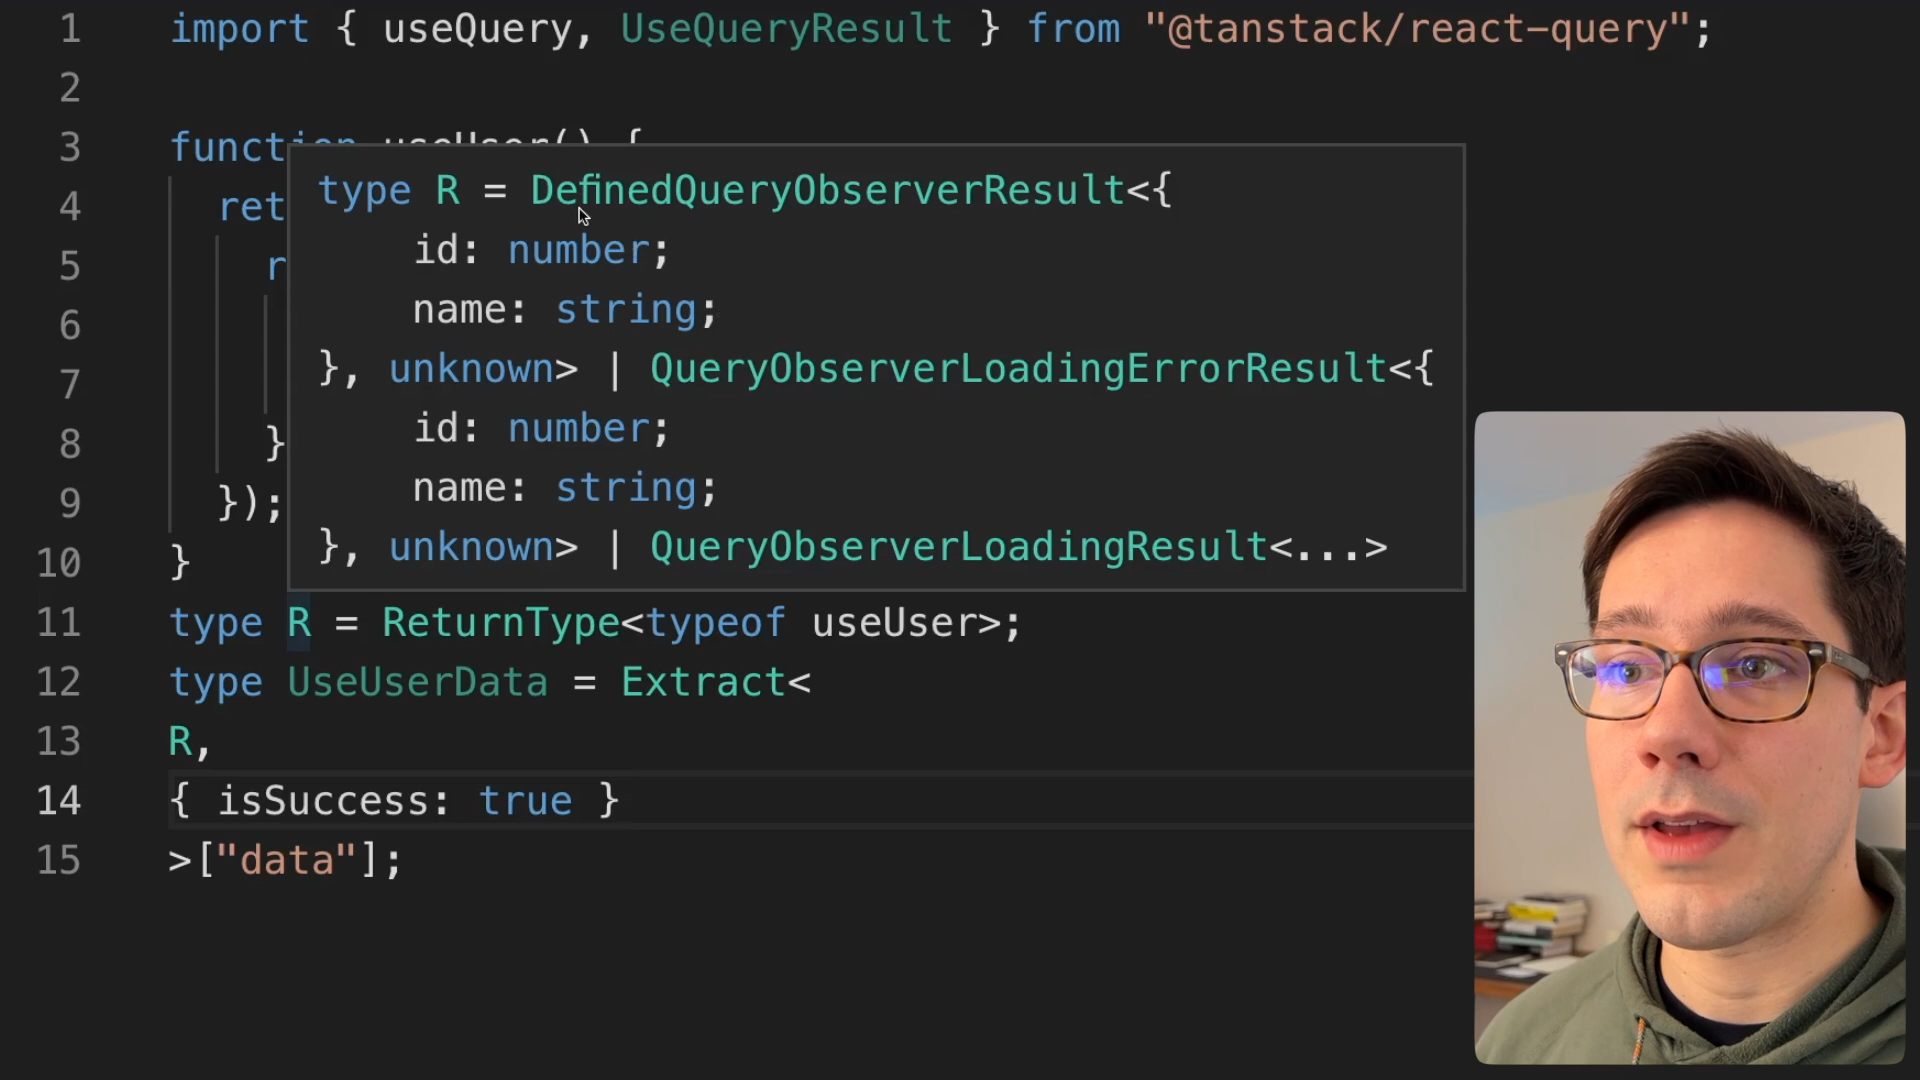 1 import { useQuery, UseQueryResult } from "@tanstack/react-query";
2
3 function useUser() {
4 ret
5 r
6
7
8 }
9 });
10 }
type R = DefinedQueryObserverResult<{
id: number;
name: string;
}, unknown> | QueryObserverLoadingErrorResult<{
id: number;
name: string;
}, unknown> | QueryObserverLoadingResult<...>
11 type R = ReturnType<typeof useUser>;
12 type UseUserData = Extract<
13 R,
14 { isSuccess: true }
15 >["data"];